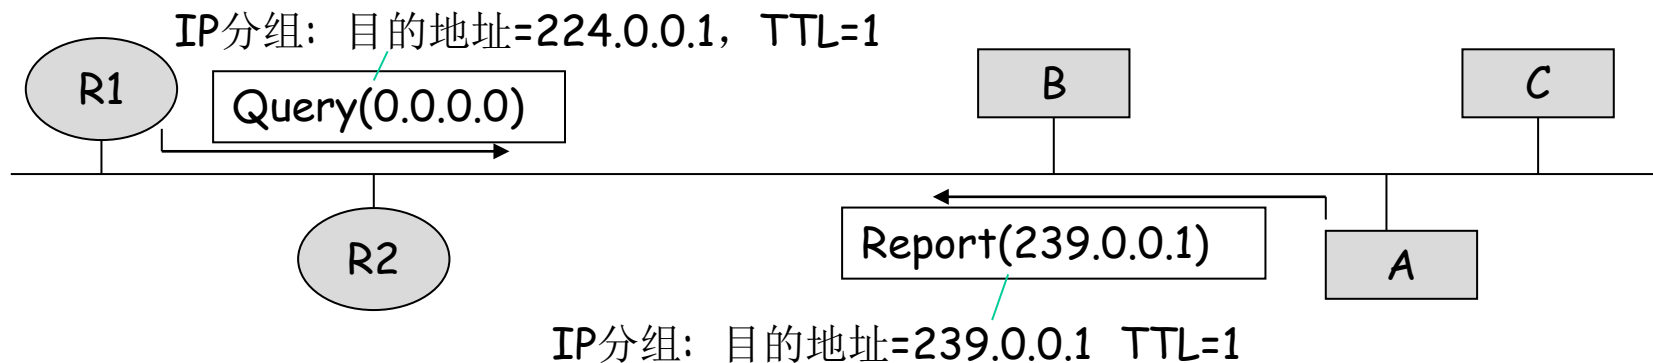 IP分组：目的地址=224.0.0.1，TTL=1
R1
Query(0.0.0.0)
B
C
R2
Report(239.0.0.1)
A
IP分组：目的地址=239.0.0.1 TTL=1